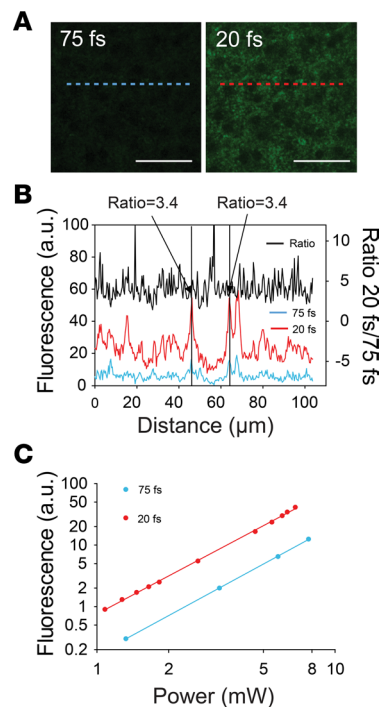 A
75 fs
20 fs
B
Ratio=3.4
Ratio=3.4
Fluorescence (a.u.)
100
80
60
40
20
0
Ratio
75 fs
20 fs
10
5
0
-5
Ratio 20 fs/75 fs
0
20
40
60
80
100
Distance (µm)
C
Fluorescence (a.u.)
100
50
20
10
5
2
1
0.5
0.2
75 fs
20 fs
1
2
5
8
10
Power (mW)